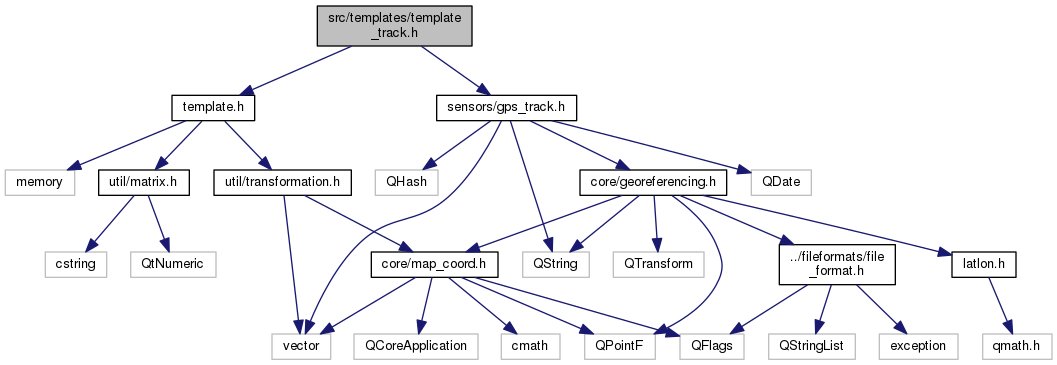 src/templates/template
_track.h
template.h
sensors/gps_track.h
memory
util/matrix.h
util/transformation.h
QHash
core/georeferencing.h
QDate
cstring
QtNumeric
core/map_coord.h
QString
QTransform
../fileformats/file
_format.h
latlon.h
vector
QCoreApplication
cmath
QPointF
QFlags
QStringList
exception
qmath.h